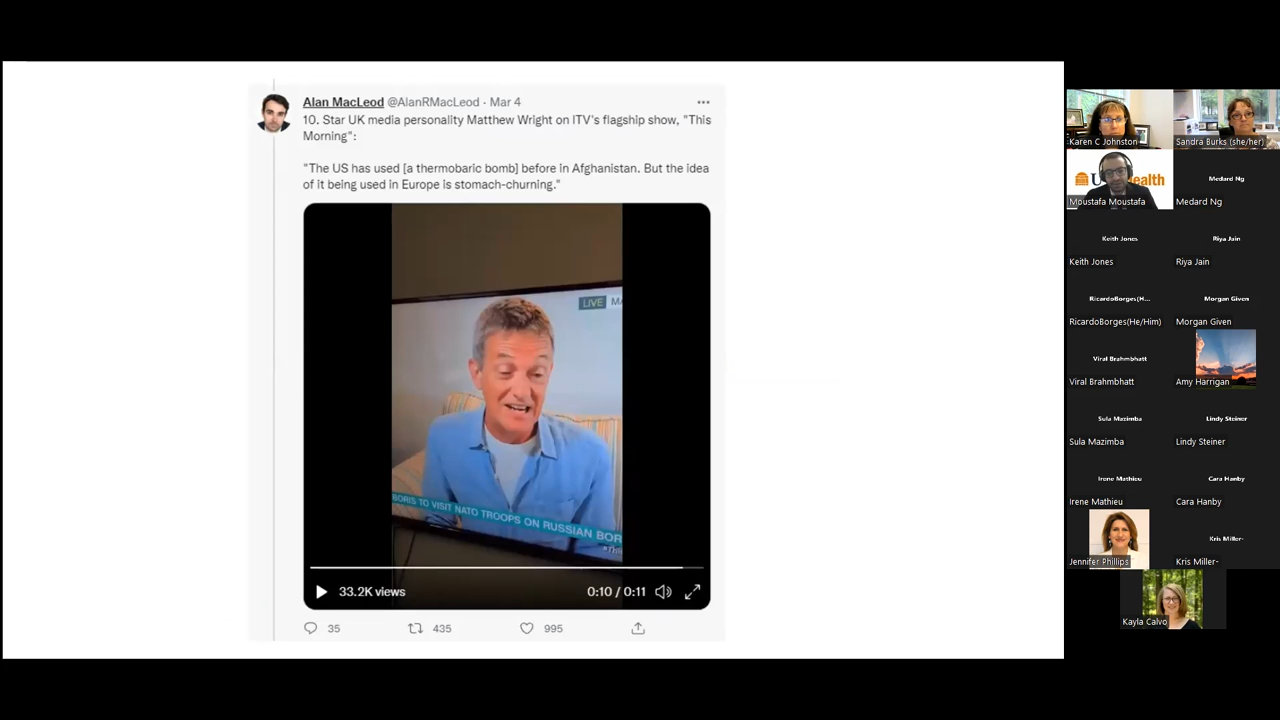 Alan MacLeod @AlanRMacLeod · Mar 4
10. Star UK media personality Matthew Wright on ITV's flagship show, "This
Morning":
"The US has used [a thermobaric bomb] before in Afghanistan. But the idea
of it being used in Europe is stomach-churning."
LIVE
BORIS TO VISIT NATO TROOPS ON RUSSIAN BOR
33.2K views
0:10 / 0:11
35
435
995
Karen C Johnston
Sandra Burks (she/her)
Moustafa Moustafa
Medard Ng
Medard Ng
Keith Jones
Riya Jain
Keith Jones
Riya Jain
RicardoBorges(H...
Morgan Given
RicardoBorges(He/Him)
Morgan Given
Viral Brahmbhatt
Viral Brahmbhatt
Amy Harrigan
Sula Mazimba
Lindy Steiner
Sula Mazimba
Lindy Steiner
Irene Mathieu
Cara Hanby
Irene Mathieu
Cara Hanby
Kris Miller-
Jennifer Phillips
Kris Miller-
Kayla Calvo